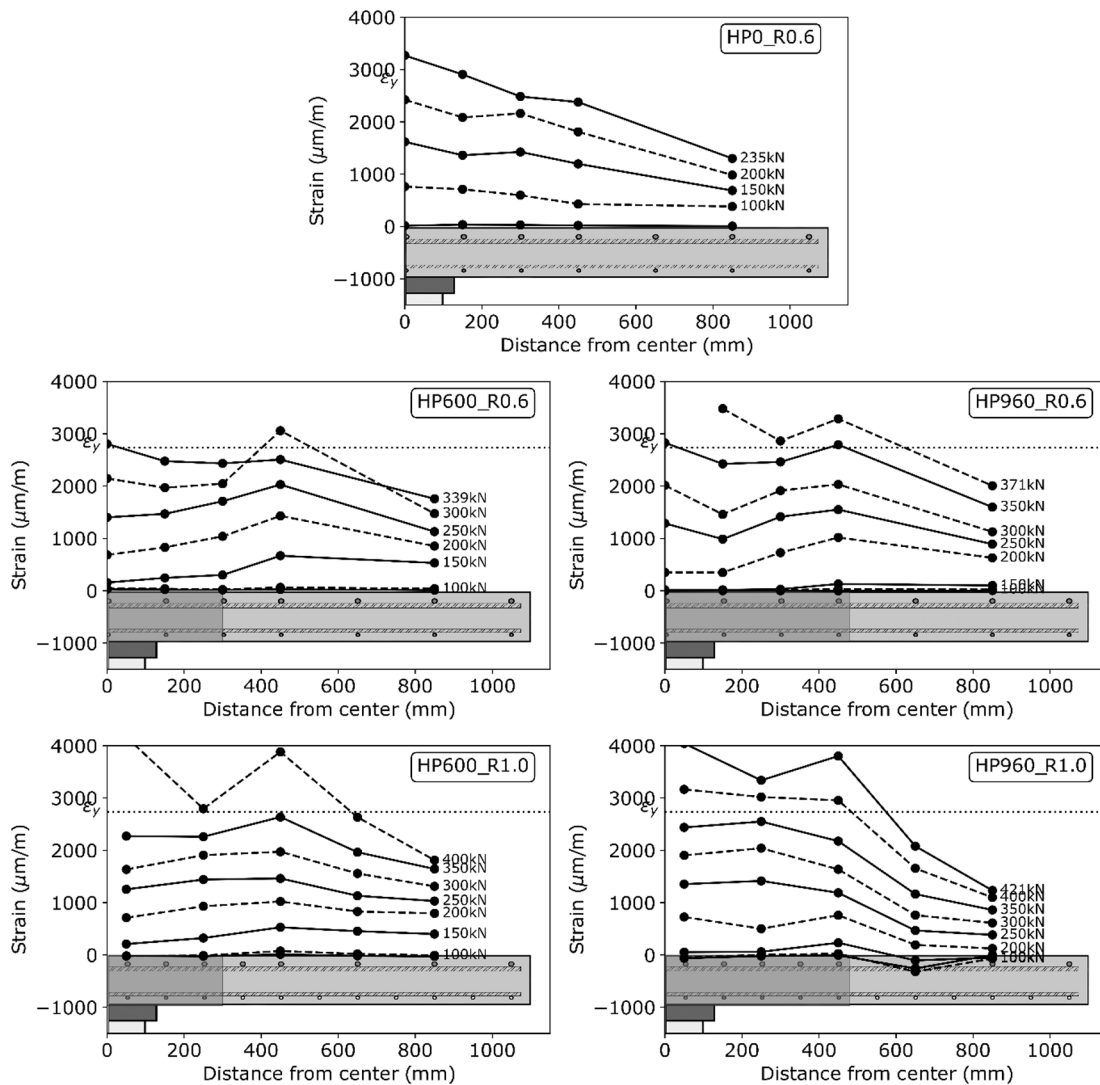 HP0_R0.6
4000
3000
εy
2000
1000
0
−1000
Strain (μm/m)
235kN
200kN
150kN
100kN
0 200 400 600 800 1000
Distance from center (mm)
HP600_R0.6
4000
3000
εy
2000
1000
0
−1000
Strain (μm/m)
339kN
300kN
250kN
200kN
150kN
100kN
0 200 400 600 800 1000
Distance from center (mm)
HP960_R0.6
4000
3000
εy
2000
1000
0
−1000
Strain (μm/m)
371kN
350kN
300kN
250kN
200kN
150kN
100kN
0 200 400 600 800 1000
Distance from center (mm)
HP600_R1.0
4000
3000
εy
2000
1000
0
−1000
Strain (μm/m)
400kN
350kN
300kN
250kN
200kN
150kN
100kN
0 200 400 600 800 1000
Distance from center (mm)
HP960_R1.0
4000
3000
εy
2000
1000
0
−1000
Strain (μm/m)
421kN
400kN
350kN
300kN
250kN
200kN
100kN
0 200 400 600 800 1000
Distance from center (mm)